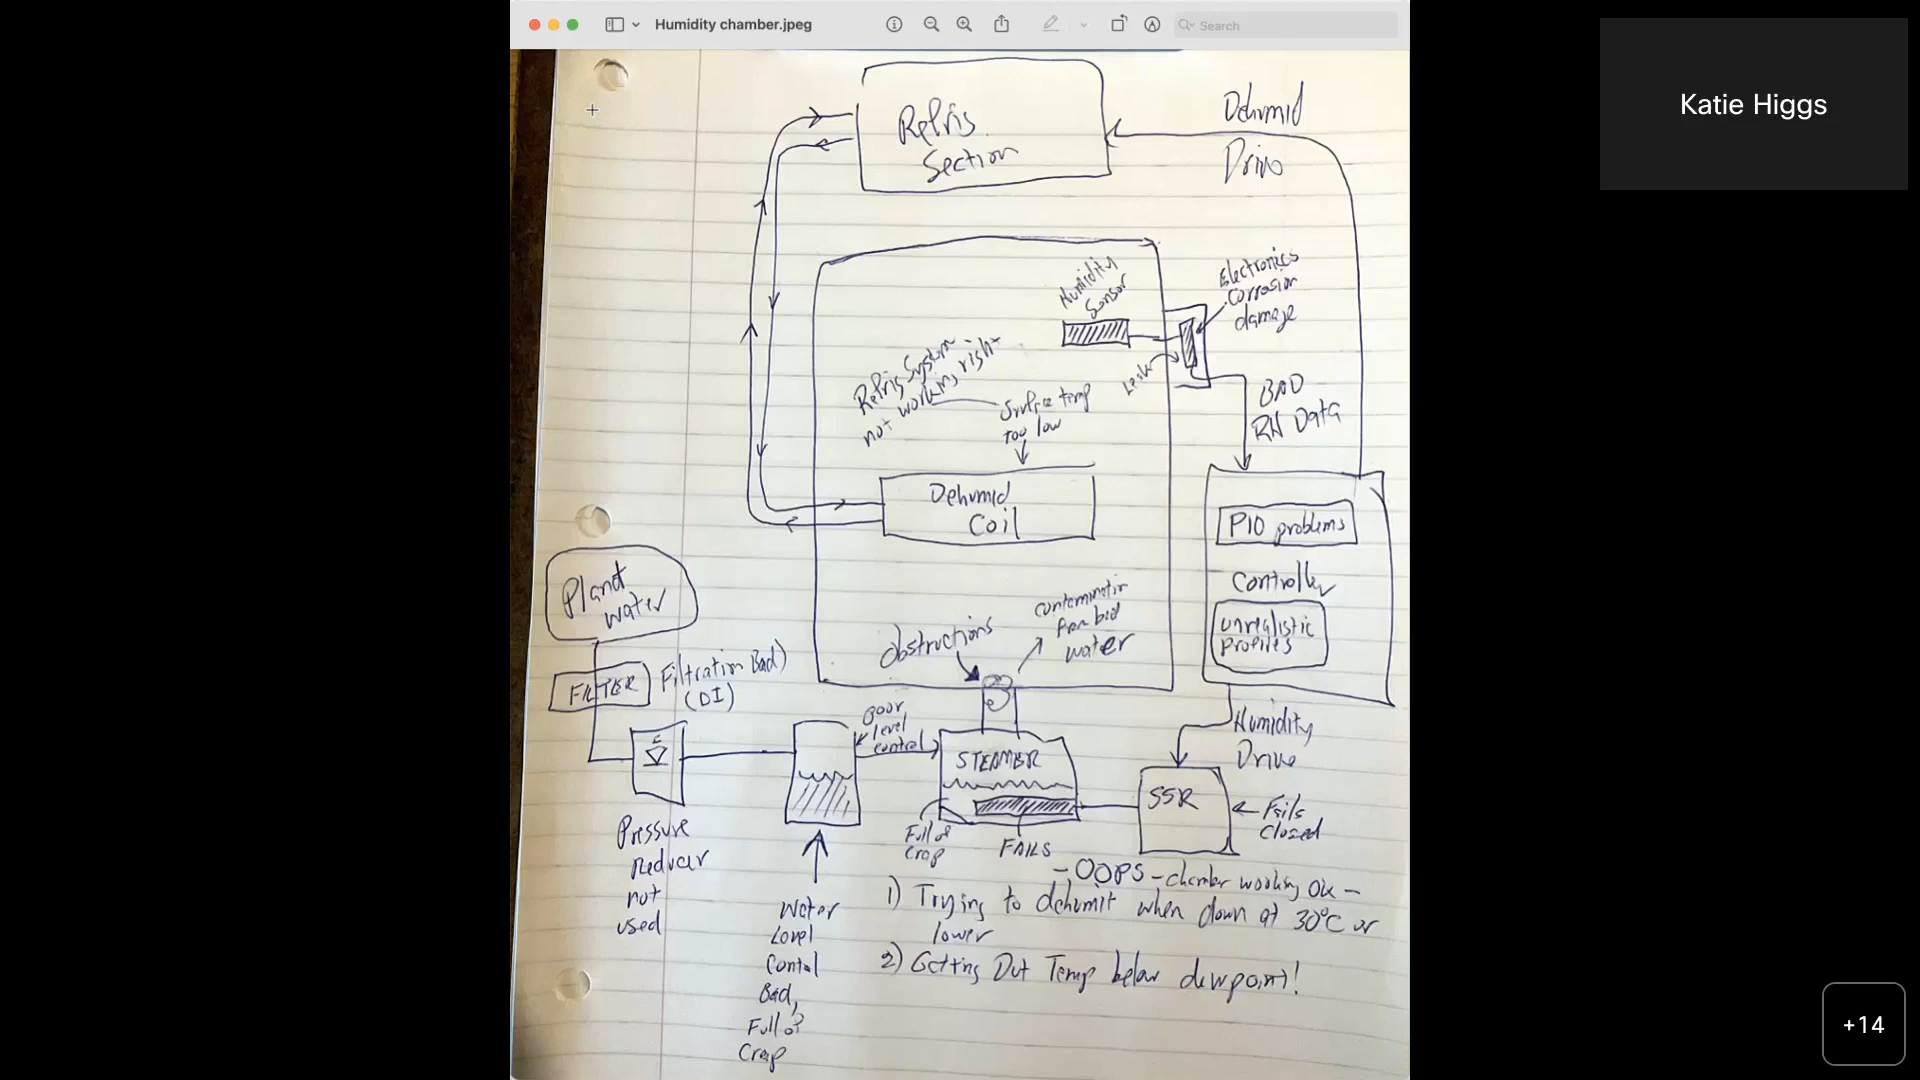 Humidity chamber.jpeg
Search
Katie Higgs
Refrig
Section
Dehumid
Drive
Humidity
Sensor
Electronics
Corrosion
damage
Leak
BAD
RH Data
Refrig System
not working right
Surface temp
too low
Dehumid
Coil
PID problems
Controller
unrealistic
profiles
Plant
water
FILTER
Filtration Bad
(DI)
Obstructions
contamination
from bad
water
Poor
level
control
STEAMER
Humidity
Drive
SSR
Fails
closed
Full of
Crap
FAILS
Pressure
reducer
not
used
Water
Level
Contol
Bad,
Full of
Crap
- OOPS - chamber working OK -
1) Trying to dehumit when down at 30°C or
lower
2) Getting Dut Temp below dewpoint!
+14